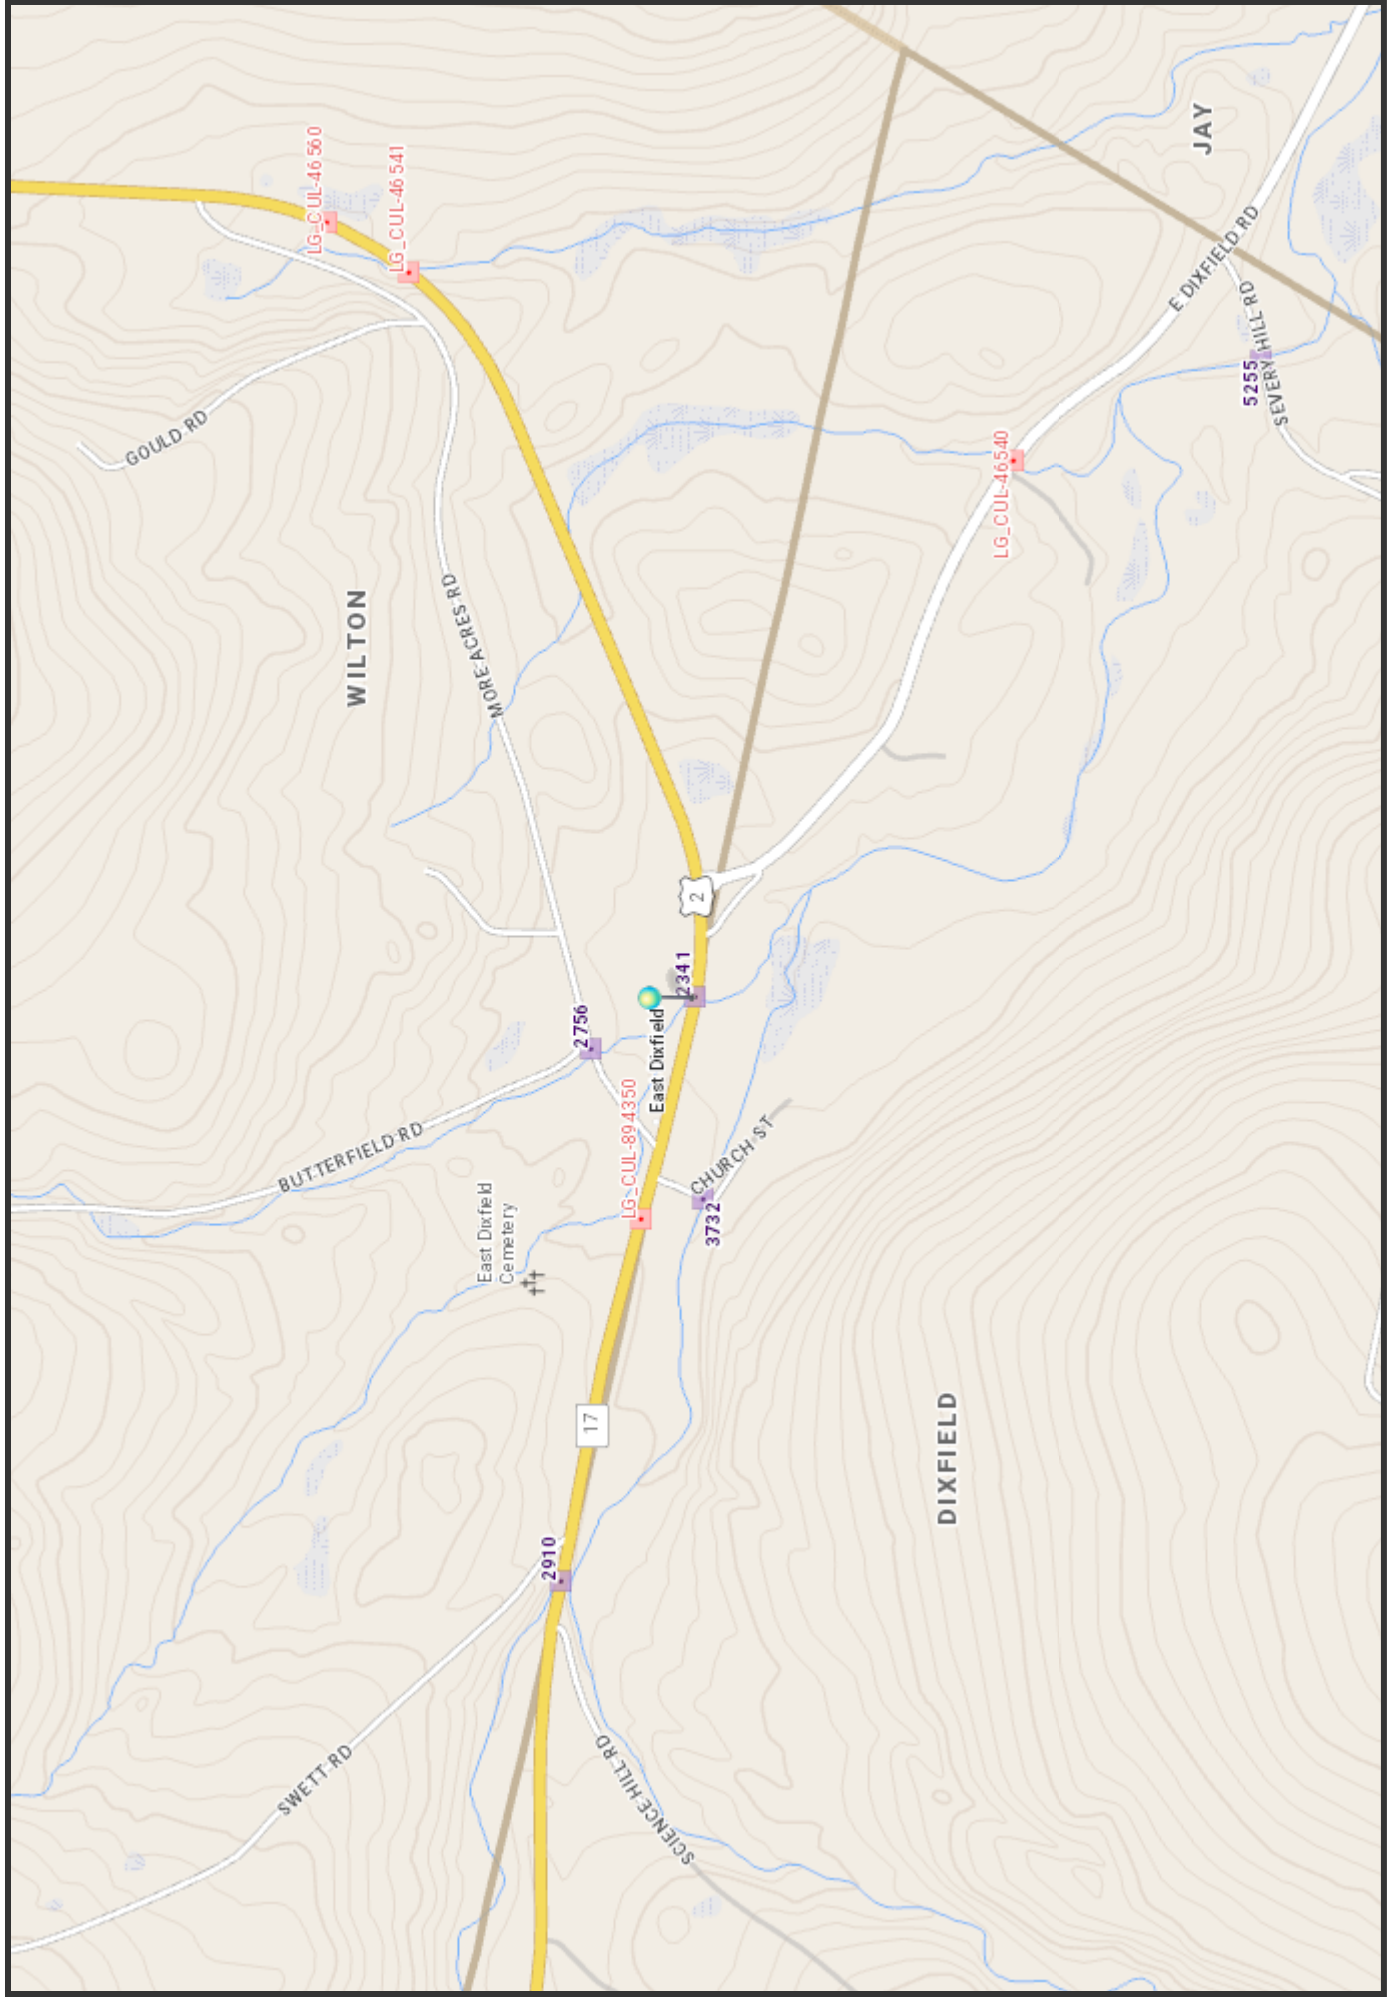 LG_CUL-46560
LG_CUL-46541
JAY
E DIXFIELD RD
SEVERY HILL RD
5255
GOULD RD
LG_CUL-46540
WILTON
MORE ACRES RD
2
2341
2756
East Dixfield
LG_CUL-894350
BUTTERFIELD RD
CHURCH ST
3732
East Dixfield
Cemetery
17
DIXFIELD
2910
SWETT RD
SCIENCE HILL RD